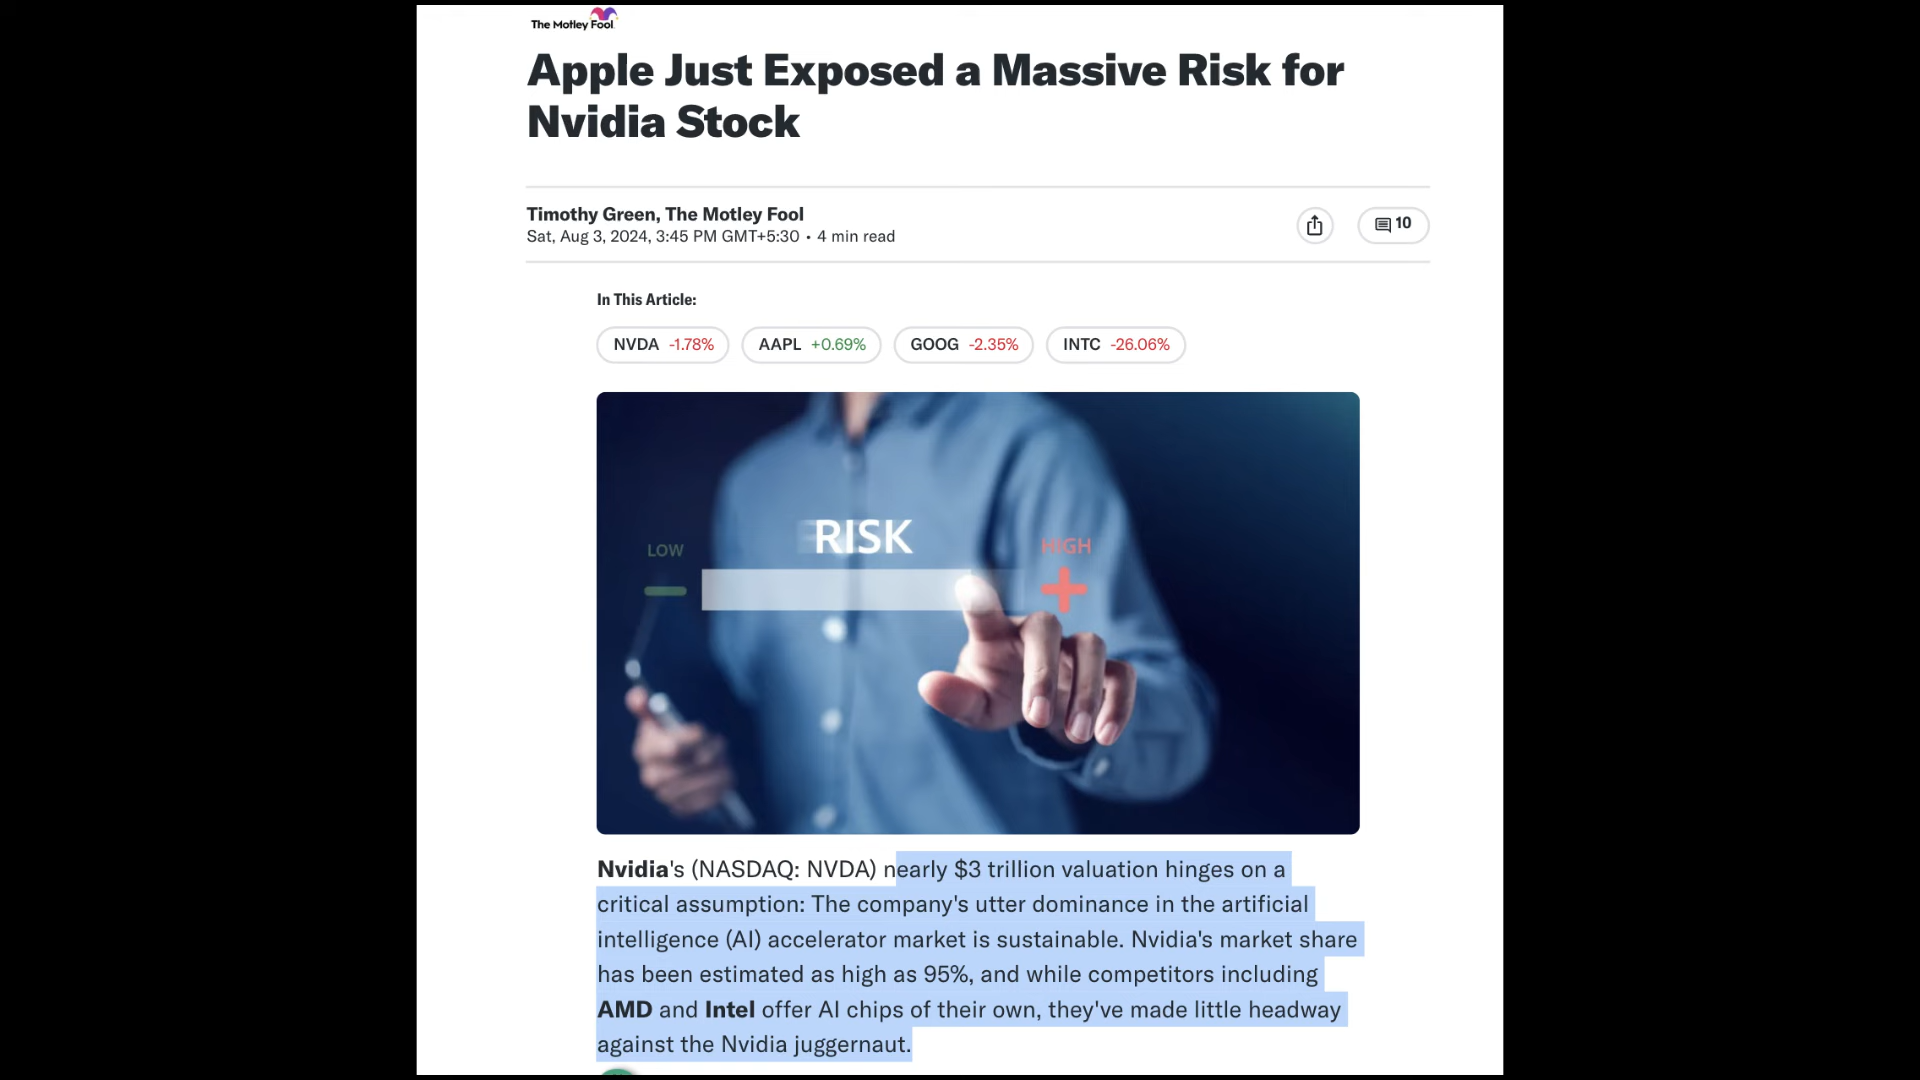 The Motley Fool
Apple Just Exposed a Massive Risk for
Nvidia Stock
Timothy Green, The Motley Fool
Sat, Aug 3, 2024, 3:45 PM GMT+5:30 • 4 min read
10
In This Article:
NVDA -1.78% AAPL +0.69% GOOG -2.35% INTC -26.06%
RISK
LOW
HIGH
Nvidia's (NASDAQ: NVDA) nearly $3 trillion valuation hinges on a
critical assumption: The company's utter dominance in the artificial
intelligence (AI) accelerator market is sustainable. Nvidia's market share
has been estimated as high as 95%, and while competitors including
AMD and Intel offer AI chips of their own, they've made little headway
against the Nvidia juggernaut.